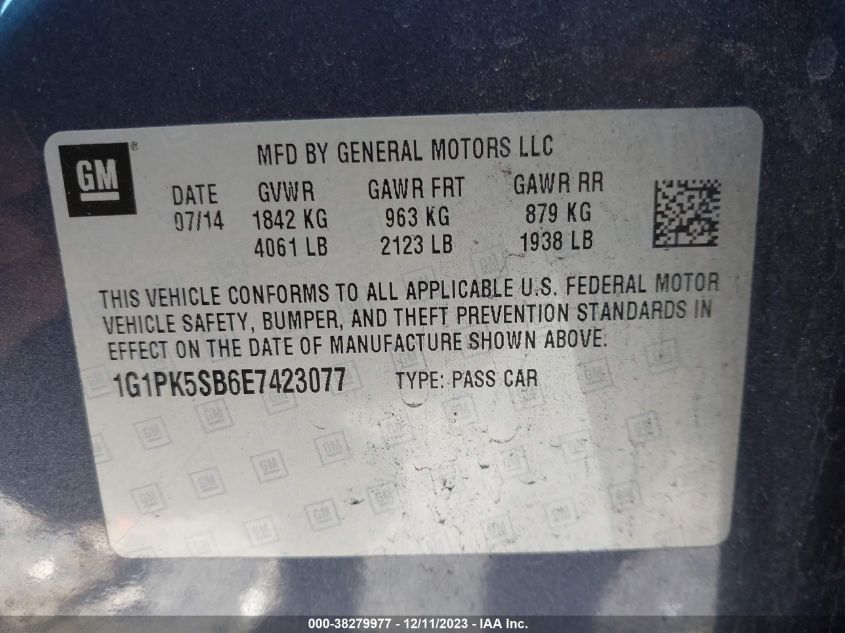 GM
MFD BY GENERAL MOTORS LLC
DATE GVWR GAWR FRT GAWR RR
07/14 1842 KG 963 KG 879 KG
4061 LB 2123 LB 1938 LB
THIS VEHICLE CONFORMS TO ALL APPLICABLE U.S. FEDERAL MOTOR
VEHICLE SAFETY, BUMPER, AND THEFT PREVENTION STANDARDS IN
EFFECT ON THE DATE OF MANUFACTURE SHOWN ABOVE.
1G1PK5SB6E7423077 TYPE: PASS CAR
000-38279977 - 12/11/2023 - IAA Inc.